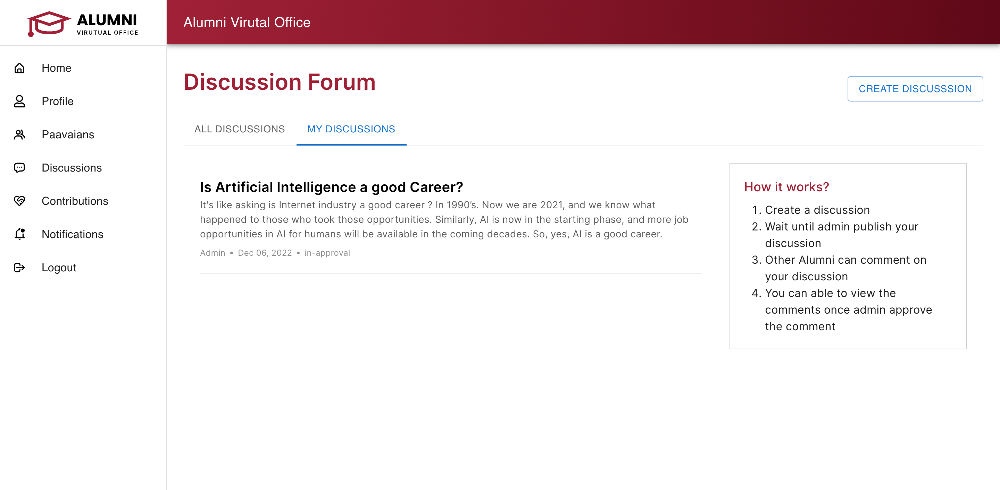 ALUMNI
VIRUTUAL OFFICE
Alumni Virutal Office
Home
Profile
Paavaians
Discussions
Contributions
Notifications
Logout
Discussion Forum
CREATE DISCUSSSION
ALL DISCUSSIONS
MY DISCUSSIONS
Is Artificial Intelligence a good Career?
It's like asking is Internet industry a good career ? In 1990’s. Now we are 2021, and we know what
happened to those who took those opportunities. Similarly, AI is now in the starting phase, and more job
opportunities in AI for humans will be available in the coming decades. So, yes, AI is a good career.
Admin • Dec 06, 2022 • in-approval
How it works?
1. Create a discussion
2. Wait until admin publish your
discussion
3. Other Alumni can comment on
your discussion
4. You can able to view the
comments once admin approve
the comment